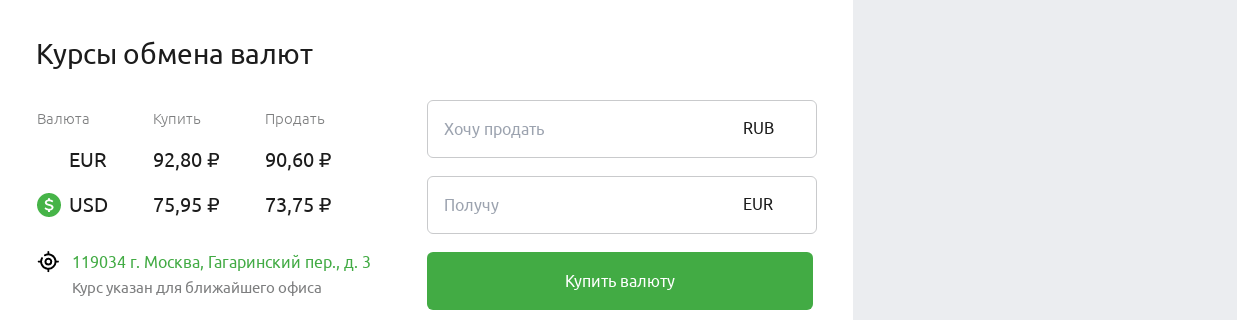 Курсы обмена валют
Валюта Купить Продать
EUR 92,80 ₽ 90,60 ₽
$ USD 75,95 ₽ 73,75 ₽
119034 г. Москва, Гагаринский пер., д. 3
Курс указан для ближайшего офиса
Хочу продать RUB
Получу EUR
Купить валюту